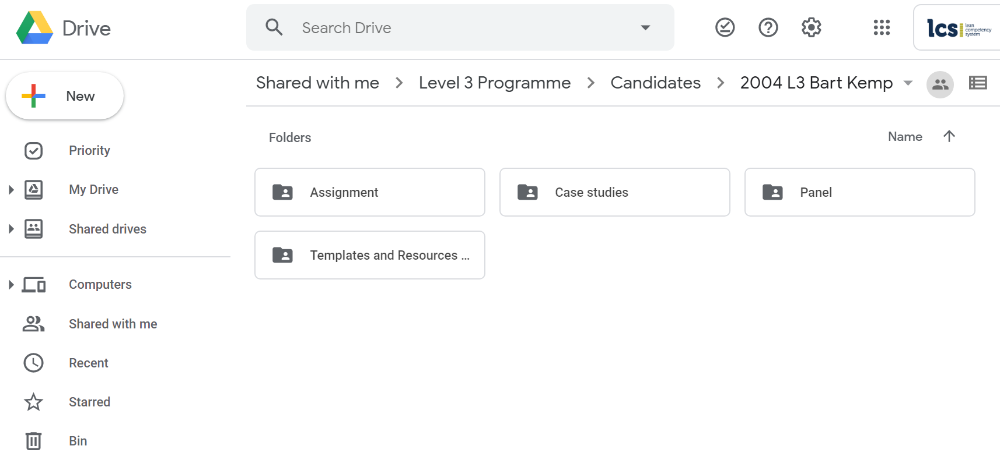 Drive
Search Drive
lcs lean
competency
system
New
Shared with me > Level 3 Programme > Candidates > 2004 L3 Bart Kemp
Folders
Name
Priority
My Drive
Shared drives
Computers
Shared with me
Recent
Starred
Bin
Assignment
Case studies
Panel
Templates and Resources ...